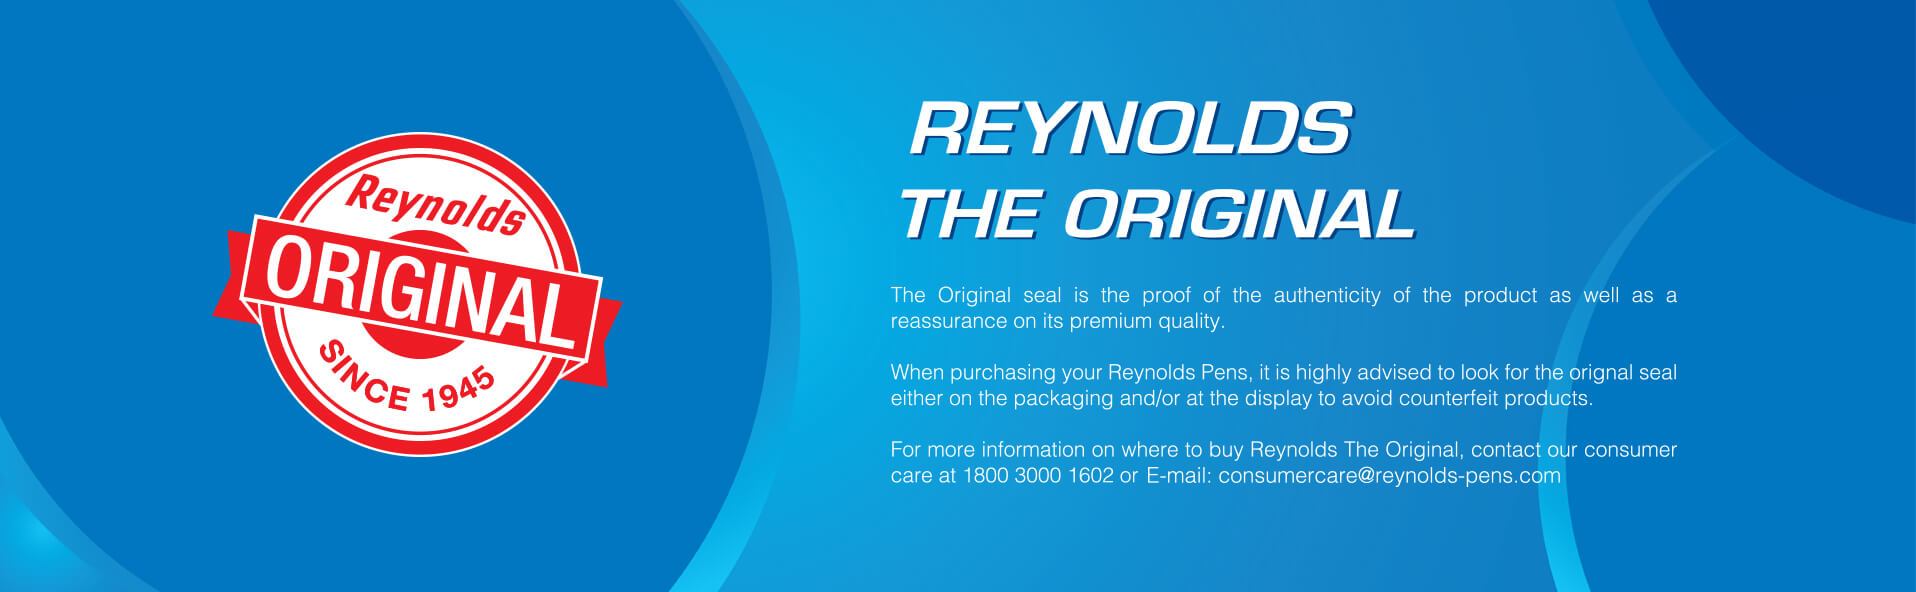 Reynolds
ORIGINAL
SINCE 1945
REYNOLDS
THE ORIGINAL
The Original seal is the proof of the authenticity of the product as well as a
reassurance on its premium quality.
When purchasing your Reynolds Pens, it is highly advised to look for the orignal seal
either on the packaging and/or at the display to avoid counterfeit products.
For more information on where to buy Reynolds The Original, contact our consumer
care at 1800 3000 1602 or E-mail: consumercare@reynolds-pens.com